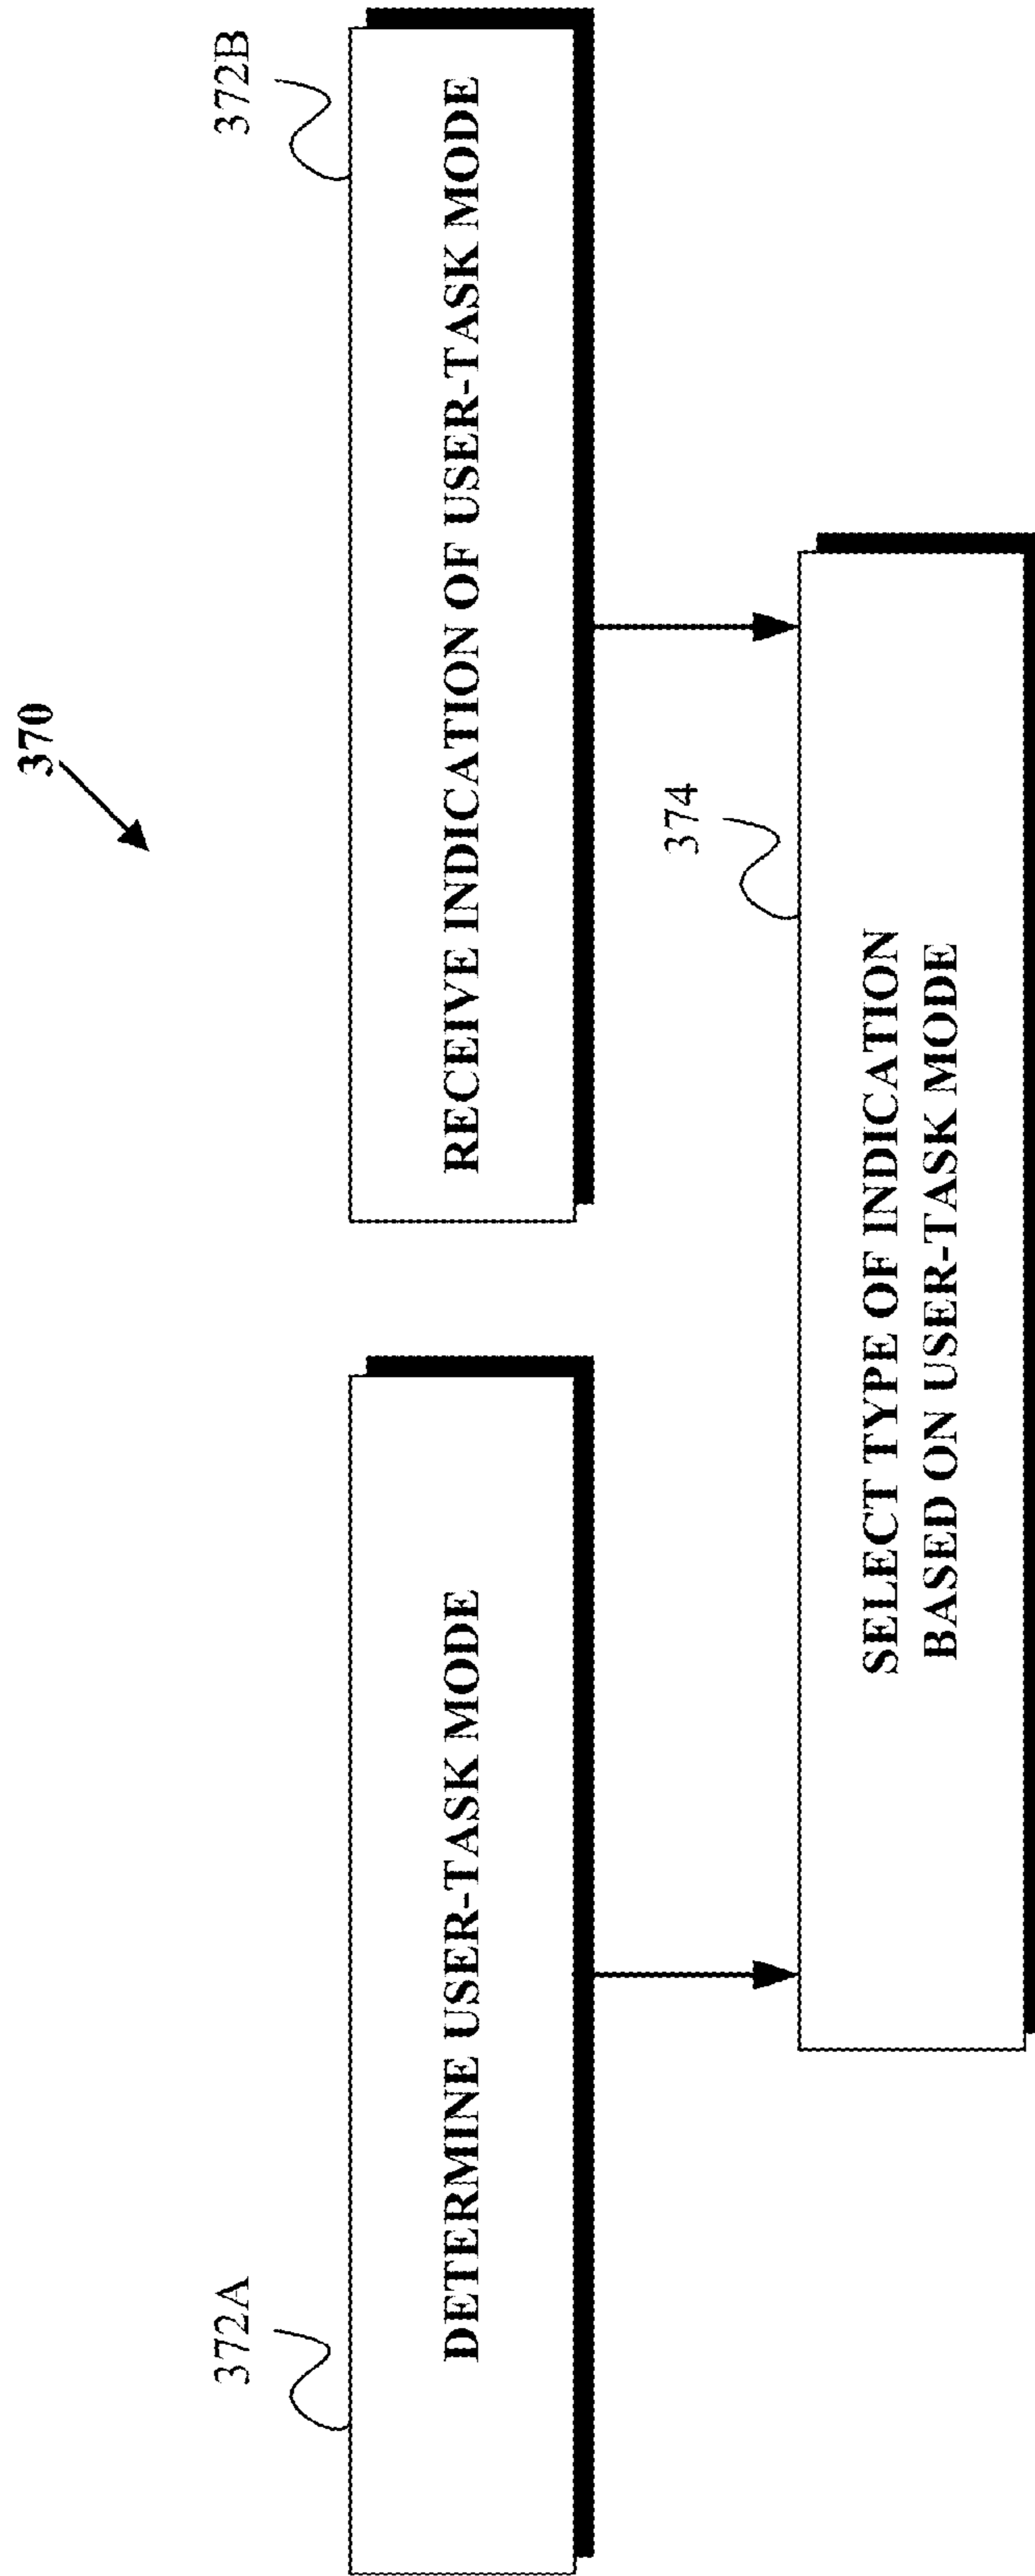 370
372A
372B
DETERMINE USER-TASK MODE
RECEIVE INDICATION OF USER-TASK MODE
374
SELECT TYPE OF INDICATION
BASED ON USER-TASK MODE